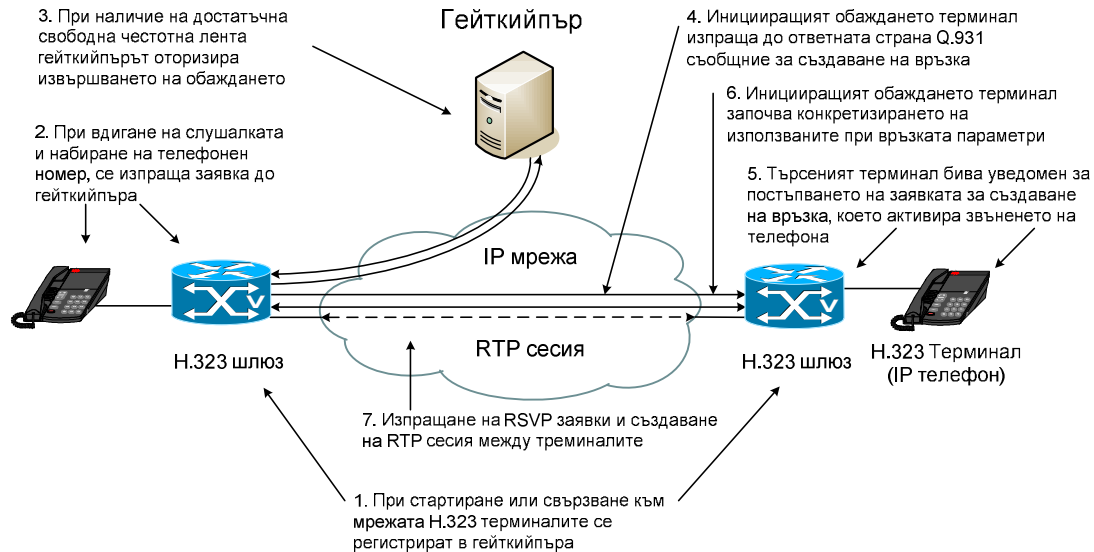 3. При наличие на достатъчна
свободна честотна лента
гейткийпърът оторизира
извършването на обаждането
Гейткийпър
4. Иницииращият обаждането терминал
изпраща до ответната страна Q.931
съобщние за създаване на връзка
6. Иницииращият обаждането терминал
започва конкретизирането на
използваните при връзката параметри
2. При вдигане на слушалката
и набиране на телефонен
номер, се изпраща заявка до
гейткийпъра
5. Търсеният терминал бива уведомен за
постъпването на заявката за създаване
на връзка, което активира звъненето на
телефона
IP мрежа
V
V
RTP сесия
H.323 шлюз
H.323 шлюз
H.323 Терминал
(IP телефон)
7. Изпращане на RSVP заявки и създаване
на RTP сесия между треминалите
1. При стартиране или свързване към
мрежата H.323 терминалите се
регистрират в гейткийпъра